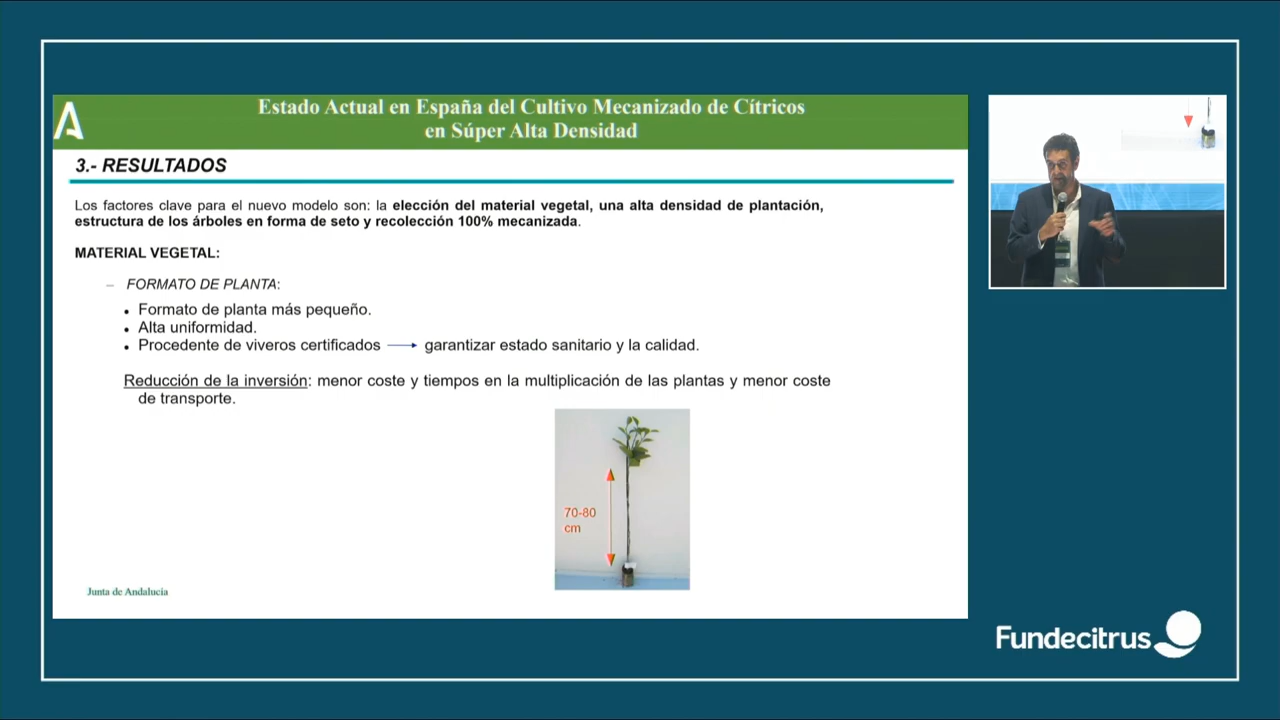 Estado Actual en España del Cultivo Mecanizado de Cítricos
en Súper Alta Densidad
3.- RESULTADOS
Los factores clave para el nuevo modelo son: la elección del material vegetal, una alta densidad de plantación,
estructura de los árboles en forma de seto y recolección 100% mecanizada.
MATERIAL VEGETAL:
– FORMATO DE PLANTA:
• Formato de planta más pequeño.
• Alta uniformidad.
• Procedente de viveros certificados → garantizar estado sanitario y la calidad.
Reducción de la inversión: menor coste y tiempos en la multiplicación de las plantas y menor coste
de transporte.
70-80
cm
Junta de Andalucía
Fundecitrus